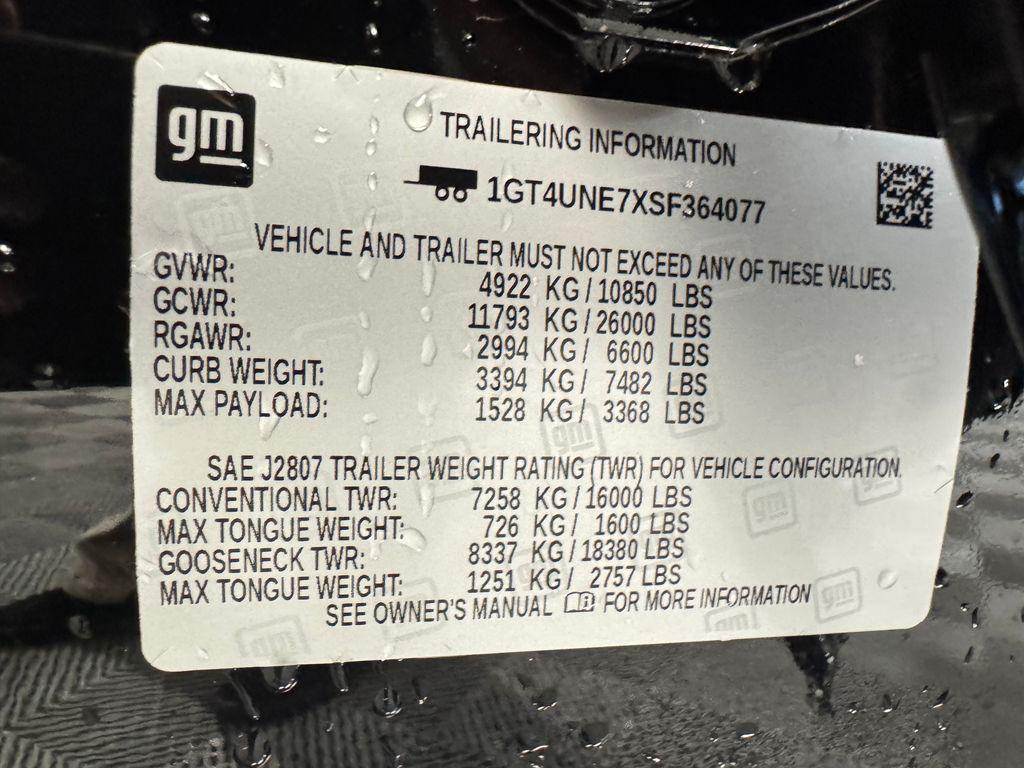 gm
TRAILERING INFORMATION
1GT4UNE7XSF364077
VEHICLE AND TRAILER MUST NOT EXCEED ANY OF THESE VALUES.
GVWR: 4922 KG / 10850 LBS
GCWR: 11793 KG / 26000 LBS
RGAWR: 2994 KG / 6600 LBS
CURB WEIGHT: 3394 KG / 7482 LBS
MAX PAYLOAD: 1528 KG / 3368 LBS
SAE J2807 TRAILER WEIGHT RATING (TWR) FOR VEHICLE CONFIGURATION.
CONVENTIONAL TWR: 7258 KG / 16000 LBS
MAX TONGUE WEIGHT: 726 KG / 1600 LBS
GOOSENECK TWR: 8337 KG / 18380 LBS
MAX TONGUE WEIGHT: 1251 KG / 2757 LBS
SEE OWNER'S MANUAL FOR MORE INFORMATION